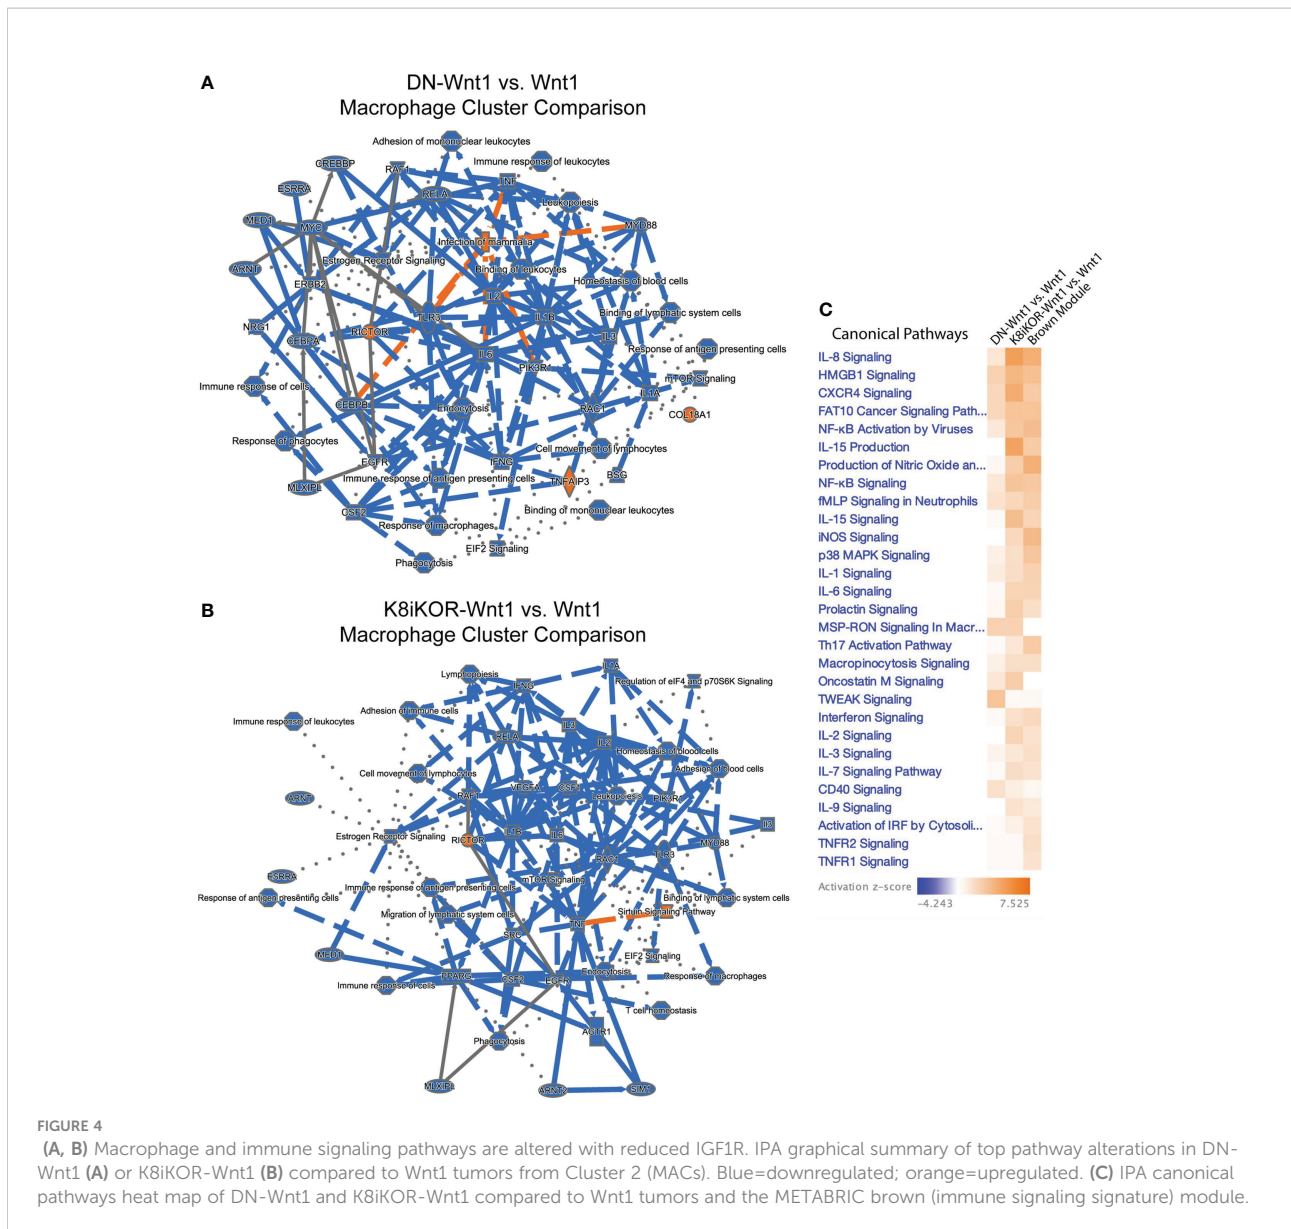 A
DN-Wnt1 vs. Wnt1
Macrophage Cluster Comparison
Adhesion of mononuclear leukocytes
Immune response of leukocytes
CREBBP
RAF1
TNF
ESRRA
RELA
Leukopoiesis
MED1
MYC
MYD88
Infection of mammalia
Estrogen Receptor Signaling
ARNT
Binding of leukocytes
Homeostasis of blood cells
ERBB2
IL2
NRG1
TLR3
IL1B
Binding of lymphatic system cells
RICTOR
CEBPA
IL3
Response of antigen presenting cells
IL6
PIK3R1
mTOR Signaling
Immune response of cells
IL1A
CEBPB
Endocytosis
RAC1
COL18A1
Response of phagocytes
Cell movement of lymphocytes
EGFR
IFNG
Immune response of antigen presenting cells
BSG
MLXIPL
TNFAIP3
CSF2
Binding of mononuclear leukocytes
Response of macrophages
EIF2 Signaling
Phagocytosis
B
K8iKOR-Wnt1 vs. Wnt1
Macrophage Cluster Comparison
Lymphopoiesis
IL1A
IFNG
Regulation of eIF4 and p70S6K Signaling
Adhesion of immune cells
Immune response of leukocytes
IL3
RELA
IL2
Homeostasis of blood cells
Cell movement of lymphocytes
Adhesion of blood cells
VEGFA
CSF1
RAF1
Leukopoiesis
PIK3R1
ARNT
IL1B
IL6
Estrogen Receptor Signaling
RICTOR
MYD88
RAC1
TLR3
ESRRA
mTOR Signaling
Immune response of antigen presenting cells
Response of antigen presenting cells
Binding of lymphatic system cells
Migration of lymphatic system cells
Sirtuin Signaling Pathway
TNF
SRC
MED1
EIF2 Signaling
PPARG
CSF2
EGFR
Endocytosis
Response of macrophages
Immune response of cells
T cell homeostasis
AGTR1
Phagocytosis
MLXIPL
ARNT2
SIM1
C
Canonical Pathways
DN-Wnt1 vs. Wnt1
K8iKOR-Wnt1 vs. Wnt1
Brown Module
IL-8 Signaling
HMGB1 Signaling
CXCR4 Signaling
FAT10 Cancer Signaling Path...
NF-κB Activation by Viruses
IL-15 Production
Production of Nitric Oxide an...
NF-κB Signaling
fMLP Signaling in Neutrophils
IL-15 Signaling
iNOS Signaling
p38 MAPK Signaling
IL-1 Signaling
IL-6 Signaling
Prolactin Signaling
MSP-RON Signaling In Macr...
Th17 Activation Pathway
Macropinocytosis Signaling
Oncostatin M Signaling
TWEAK Signaling
Interferon Signaling
IL-2 Signaling
IL-3 Signaling
IL-7 Signaling Pathway
CD40 Signaling
IL-9 Signaling
Activation of IRF by Cytosoli...
TNFR2 Signaling
TNFR1 Signaling
Activation z-score
−4.243 7.525
FIGURE 4
(A, B) Macrophage and immune signaling pathways are altered with reduced IGF1R. IPA graphical summary of top pathway alterations in DN-
Wnt1 (A) or K8iKOR-Wnt1 (B) compared to Wnt1 tumors from Cluster 2 (MACs). Blue=downregulated; orange=upregulated. (C) IPA canonical
pathways heat map of DN-Wnt1 and K8iKOR-Wnt1 compared to Wnt1 tumors and the METABRIC brown (immune signaling signature) module.